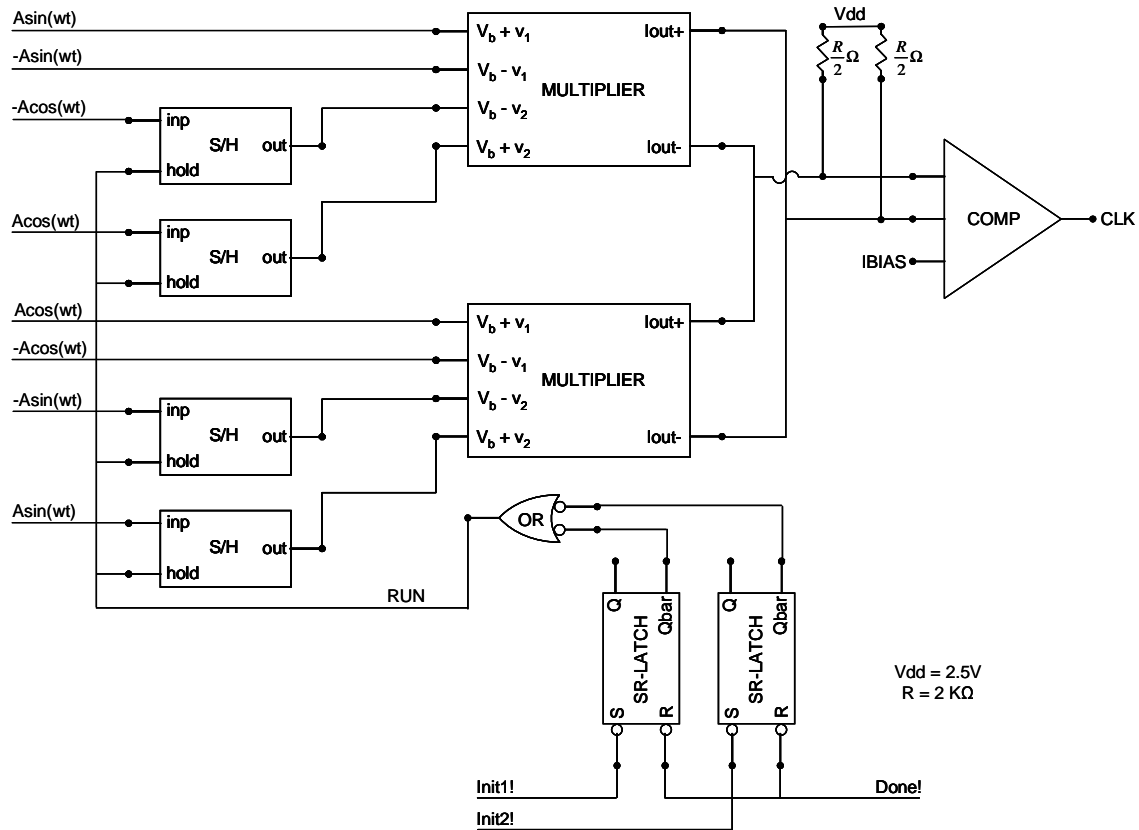 Asin(wt)
-Asin(wt)
-Acos(wt)
inp
S/H
out
hold
Acos(wt)
inp
S/H
out
hold
V_b + v_1
V_b - v_1
V_b - v_2
V_b + v_2
MULTIPLIER
Iout+
Iout-
Vdd
R/2 Ω
R/2 Ω
COMP
CLK
IBIAS
Acos(wt)
-Acos(wt)
-Asin(wt)
inp
S/H
out
hold
Asin(wt)
inp
S/H
out
hold
V_b + v_1
V_b - v_1
V_b - v_2
V_b + v_2
MULTIPLIER
Iout+
Iout-
OR
RUN
Q
Qbar
SR-LATCH
S
R
Q
Qbar
SR-LATCH
S
R
Vdd = 2.5V
R = 2 KΩ
Init1!
Done!
Init2!